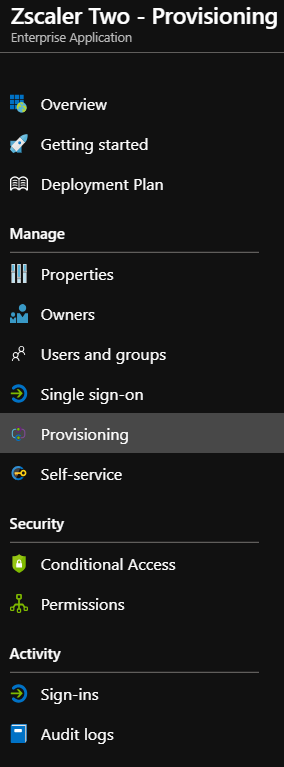 Zscaler Two - Provisioning
Enterprise Application
Overview
Getting started
Deployment Plan
Manage
Properties
Owners
Users and groups
Single sign-on
Provisioning
Self-service
Security
Conditional Access
Permissions
Activity
Sign-ins
Audit logs